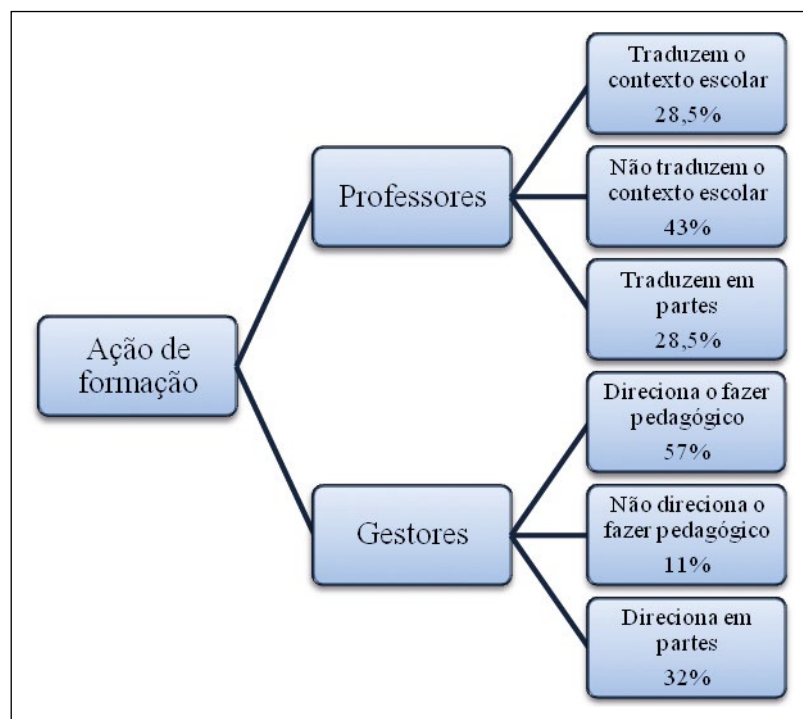 Ação de
formação
Professores
Traduzem o
contexto escolar
28,5%
Não traduzem o
contexto escolar
43%
Traduzem em
partes
28,5%
Gestores
Direciona o fazer
pedagógico
57%
Não direciona o
fazer pedagógico
11%
Direciona em
partes
32%